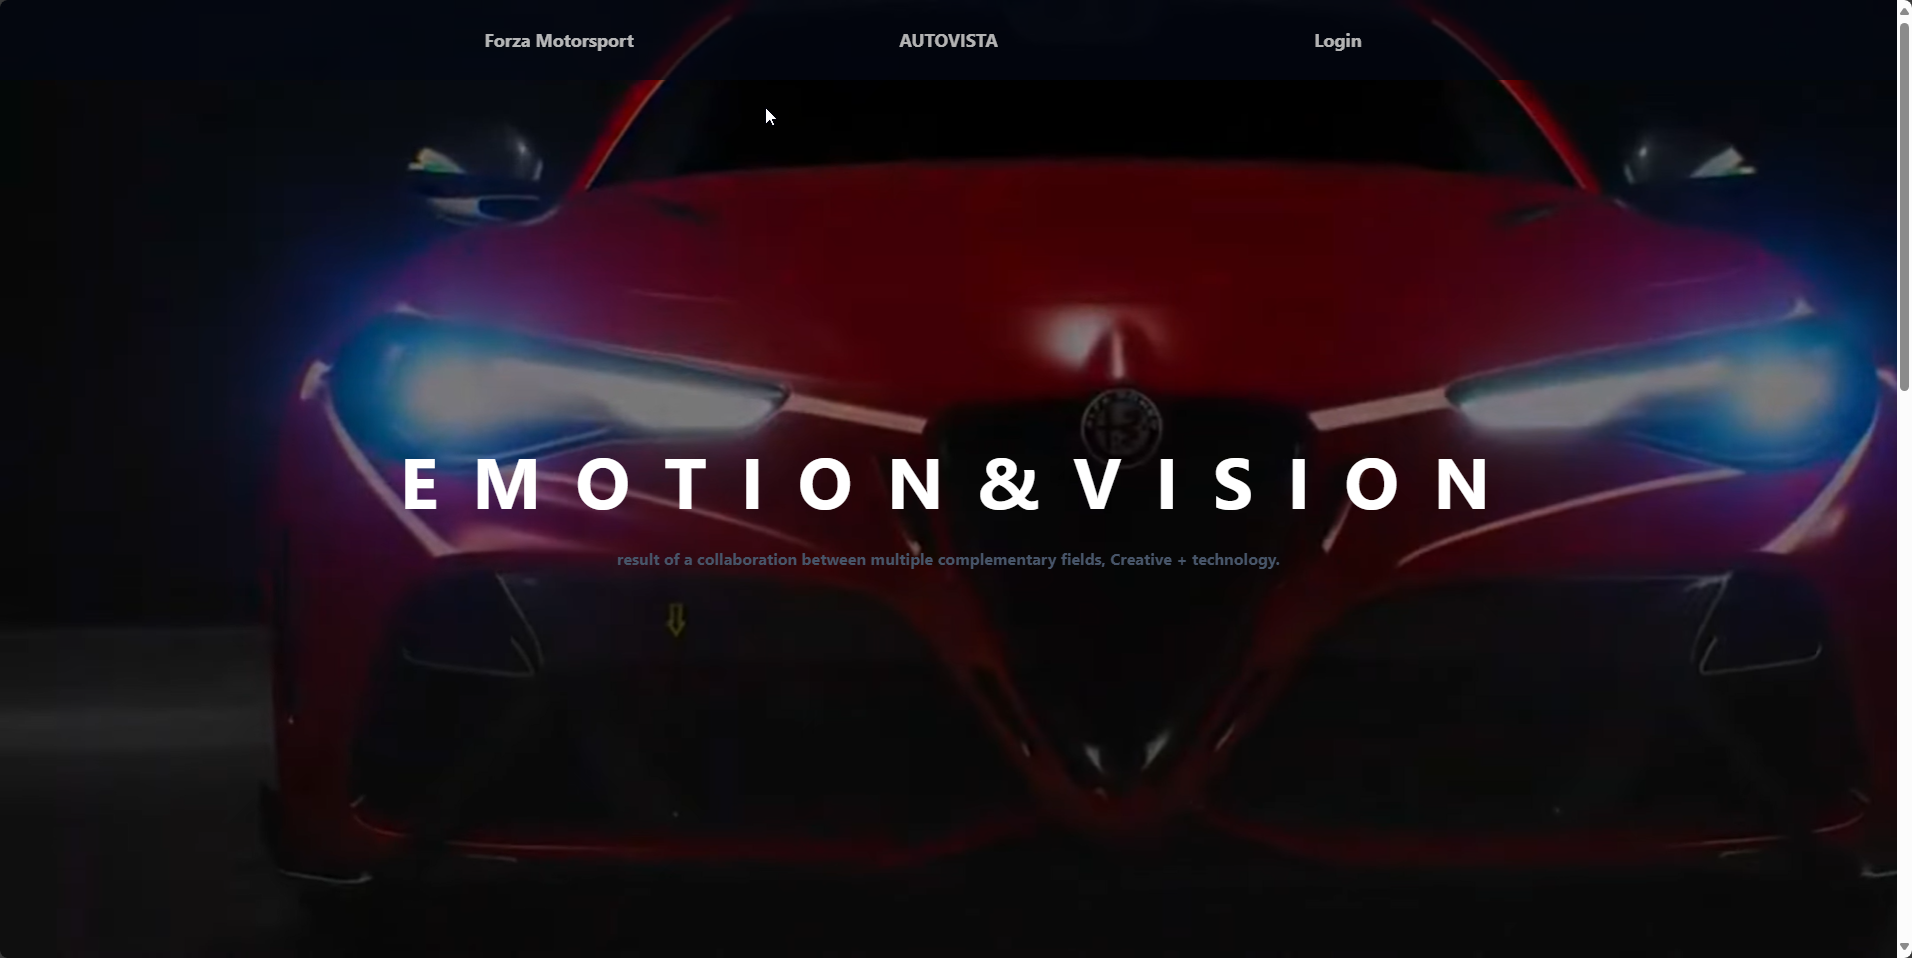 Forza Motorsport
AUTOVISTA
Login
EMOTION&VISION
result of a collaboration between multiple complementary fields, Creative + technology.